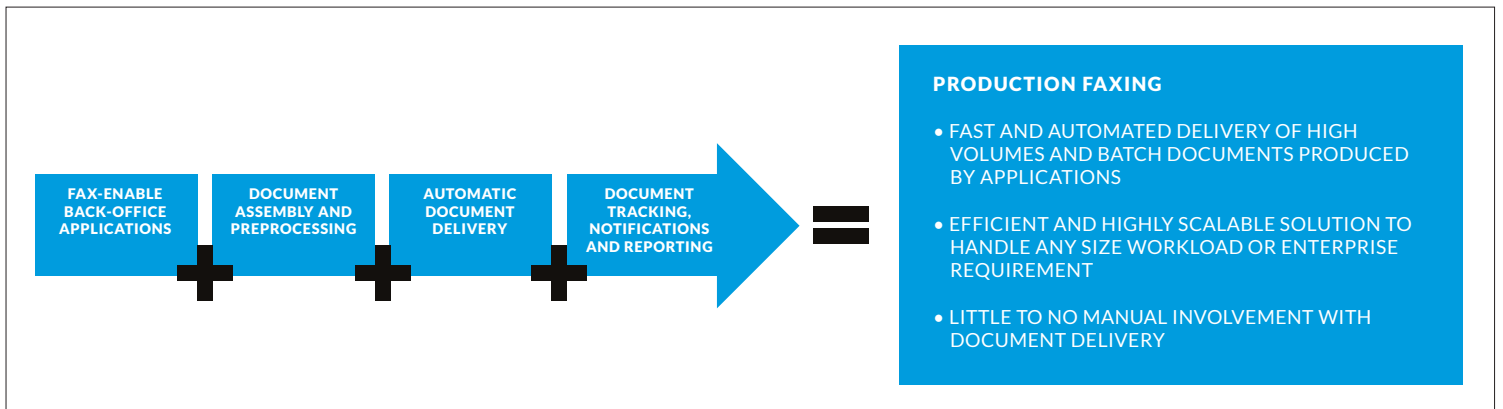 FAX-ENABLE
BACK-OFFICE
APPLICATIONS
DOCUMENT
ASSEMBLY AND
PREPROCESSING
AUTOMATIC
DOCUMENT
DELIVERY
DOCUMENT
TRACKING,
NOTIFICATIONS
AND REPORTING
PRODUCTION FAXING
• FAST AND AUTOMATED DELIVERY OF HIGH
VOLUMES AND BATCH DOCUMENTS PRODUCED
BY APPLICATIONS
• EFFICIENT AND HIGHLY SCALABLE SOLUTION TO
HANDLE ANY SIZE WORKLOAD OR ENTERPRISE
REQUIREMENT
• LITTLE TO NO MANUAL INVOLVEMENT WITH
DOCUMENT DELIVERY